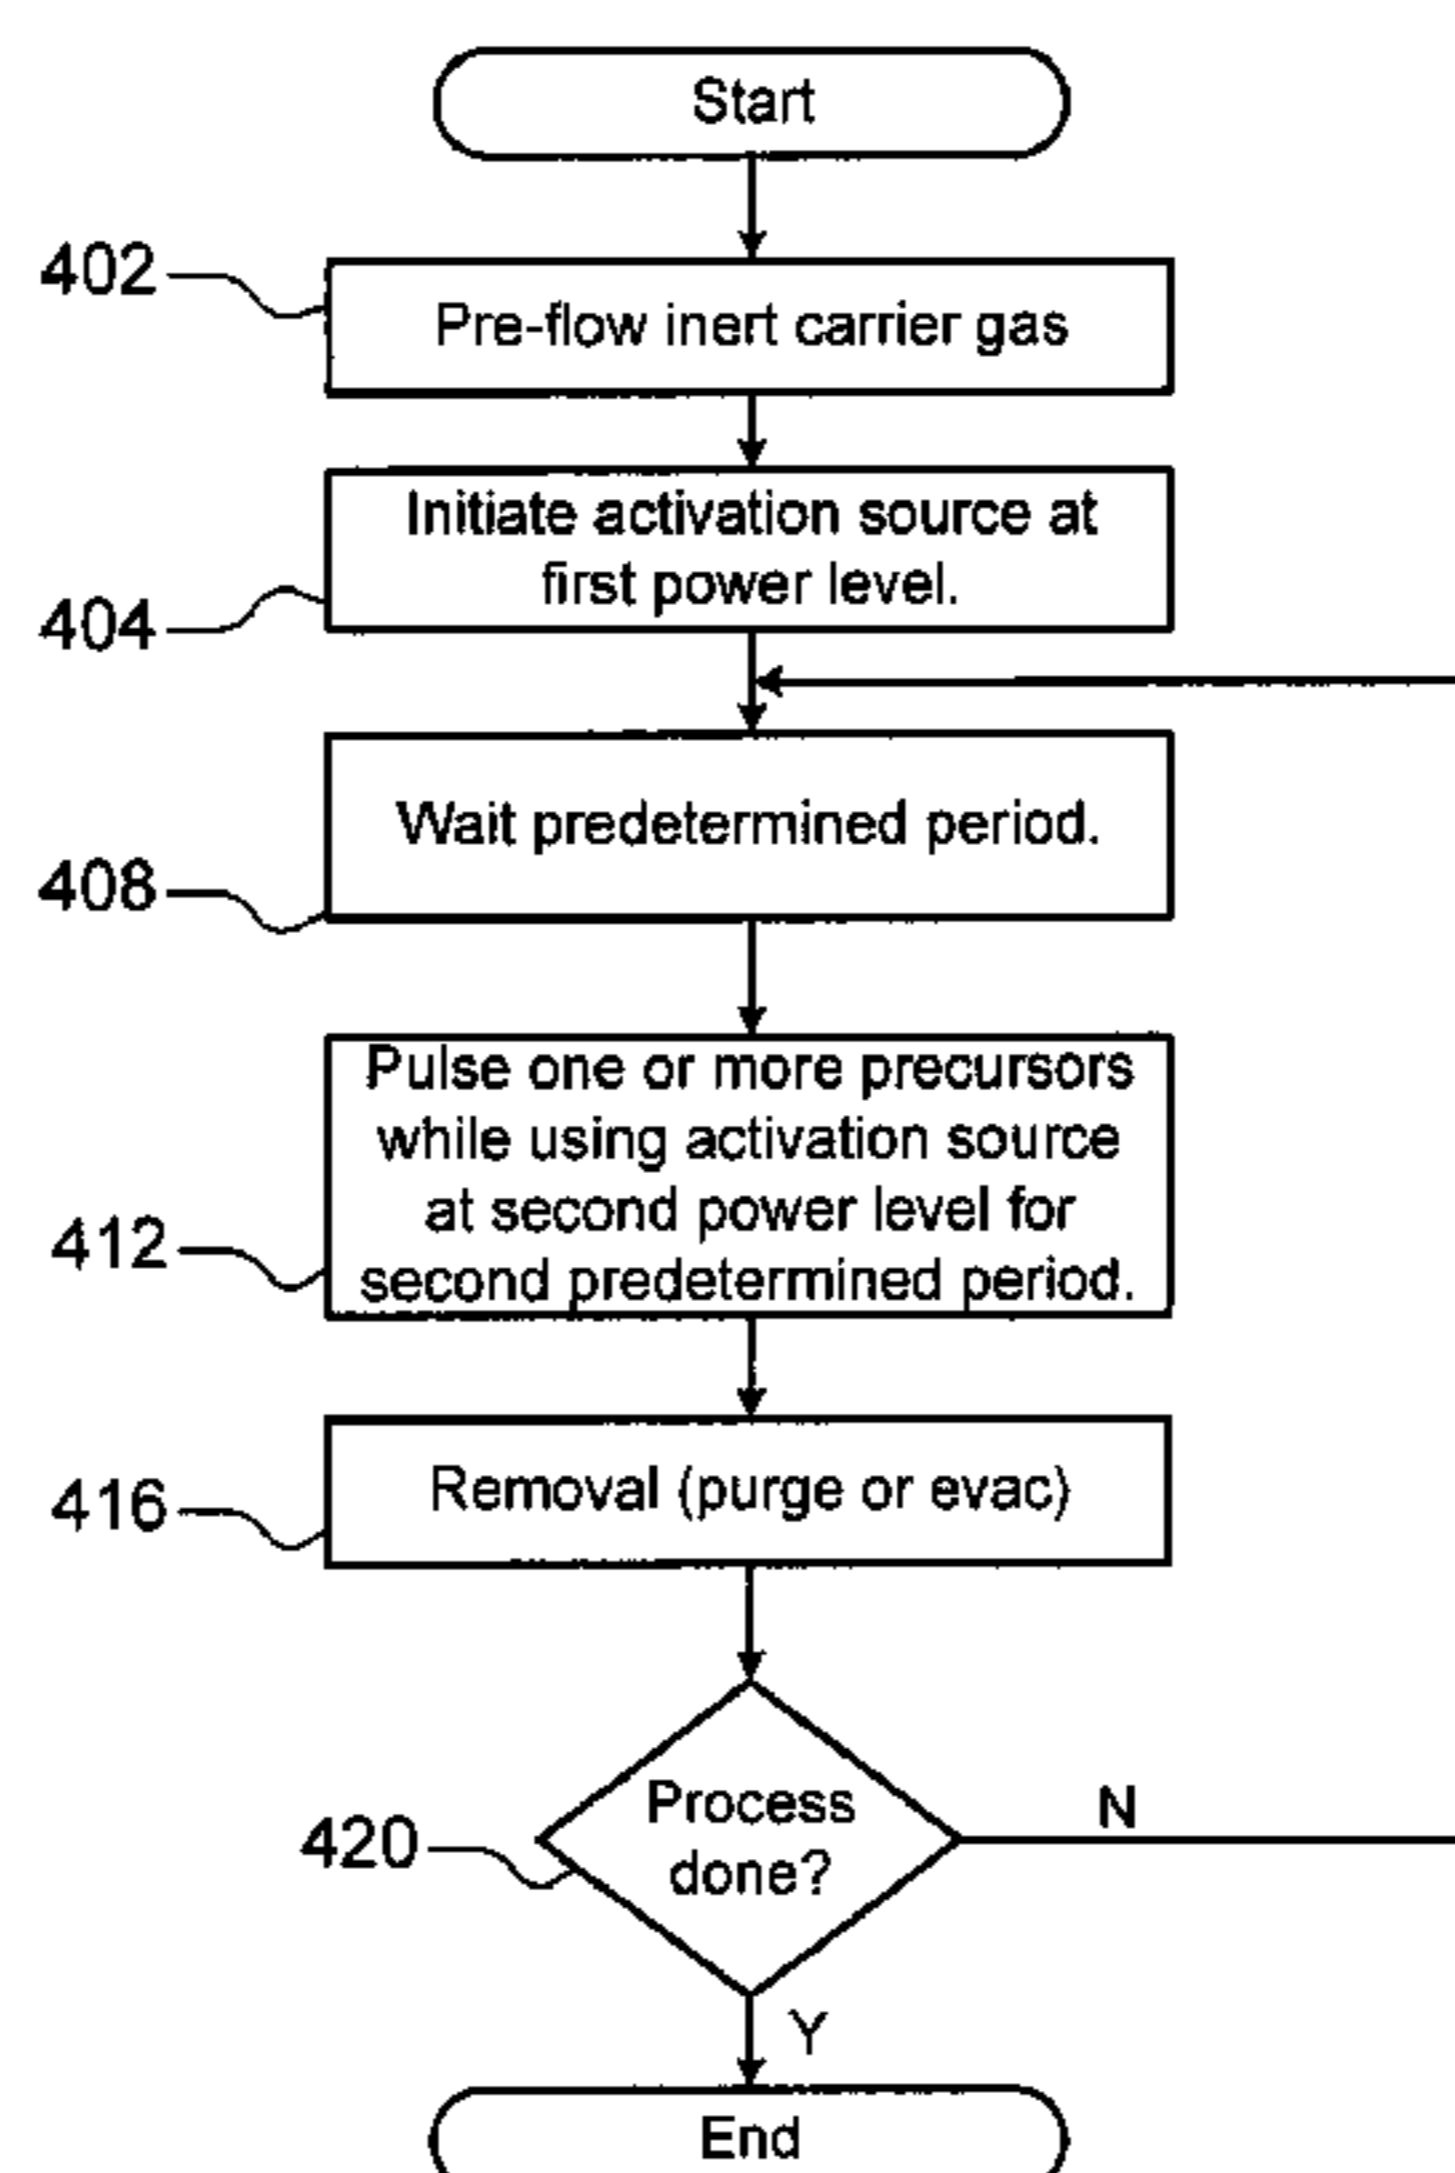 Start
402
Pre-flow inert carrier gas
Initiate activation source at
first power level.
404
Wait predetermined period.
408
Pulse one or more precursors
while using activation source
at second power level for
second predetermined period.
412
Removal (purge or evac)
416
Process
done?
420
N
Y
End